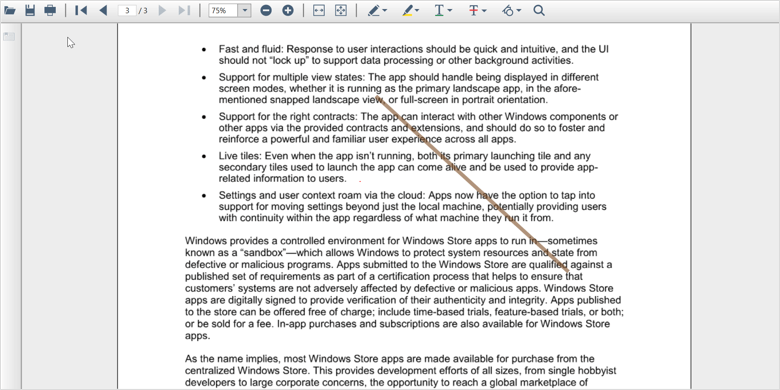 3 / 3
75%
• Fast and fluid: Response to user interactions should be quick and intuitive, and the UI
should not “lock up” to support data processing or other background activities.
• Support for multiple view states: The app should handle being displayed in different
screen modes, whether it is running as the primary landscape app, in the afore-
mentioned snapped landscape view, or full-screen in portrait orientation.
• Support for the right contracts: The app can interact with other Windows components or
other apps via the provided contracts and extensions, and should do so to foster and
reinforce a powerful and familiar user experience across all apps.
• Live tiles: Even when the app isn’t running, both its primary launching tile and any
secondary tiles used to launch the app can come alive and be used to provide app-
related information to users.
• Settings and user context roam via the cloud: Apps now have the option to tap into
support for moving settings beyond just the local machine, potentially providing users
with continuity within the app regardless of what machine they run it from.
Windows provides a controlled environment for Windows Store apps to run in—sometimes
known as a “sandbox”—which allows Windows to protect system resources and state from
defective or malicious programs. Apps submitted to the Windows Store are qualified against a
published set of requirements as part of a certification process that helps to ensure that
customers’ systems are not adversely affected by defective or malicious apps. Windows Store
apps are digitally signed to provide verification of their authenticity and integrity. Apps published
to the store can be offered free of charge; include time-based trials, feature-based trials, or both;
or be sold for a fee. In-app purchases and subscriptions are also available for Windows Store
apps.
As the name implies, most Windows Store apps are made available for purchase from the
centralized Windows Store. This provides development efforts of all sizes, from single hobbyist
developers to large corporate concerns, the opportunity to reach a global marketplace of